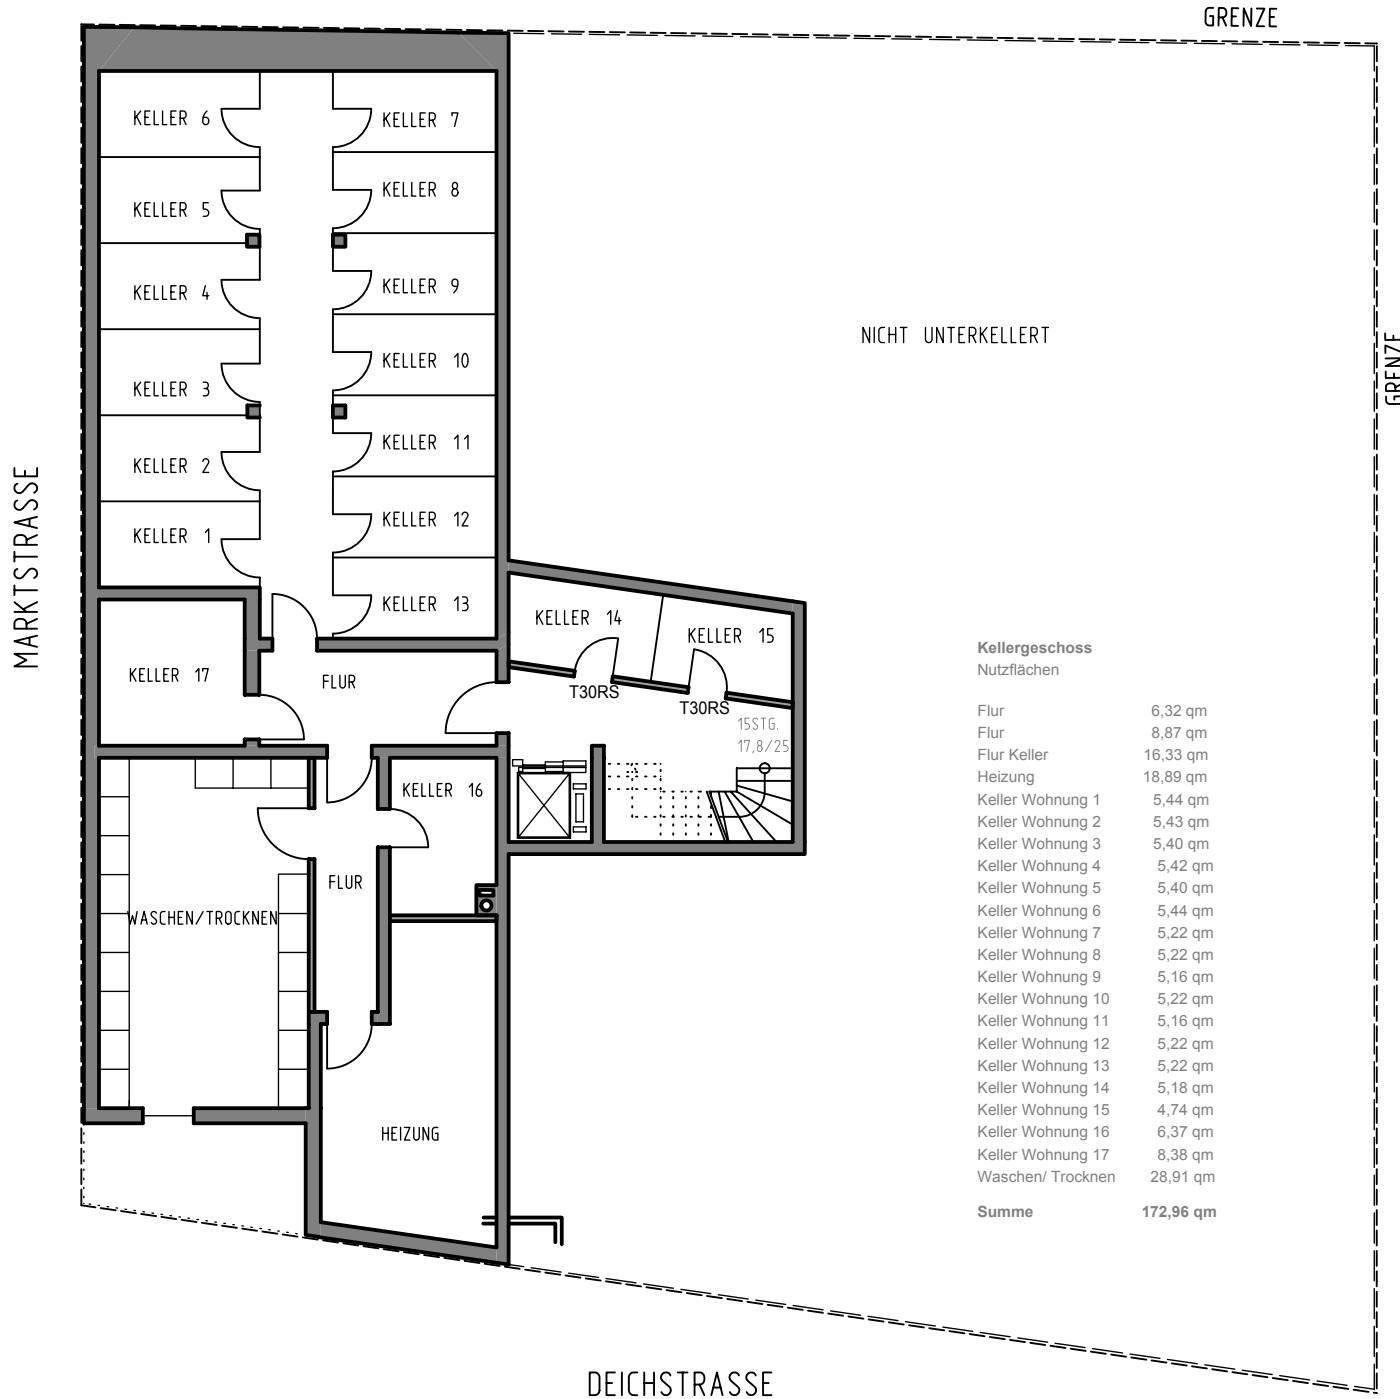 GRENZE
KELLER 6
KELLER 7
KELLER 5
KELLER 8
KELLER 4
KELLER 9
KELLER 3
KELLER 10
KELLER 2
KELLER 11
KELLER 1
KELLER 12
KELLER 13
NICHT UNTERKELLERT
GRENZE
MARKTSTRASSE
KELLER 14
KELLER 15
KELLER 17
FLUR
T30RS
T30RS
15STG.
17,8/25
KELLER 16
FLUR
WASCHEN/TROCKNEN
HEIZUNG
Kellergeschoss
Nutzflächen
Flur 6,32 qm
Flur 8,87 qm
Flur Keller 16,33 qm
Heizung 18,89 qm
Keller Wohnung 1 5,44 qm
Keller Wohnung 2 5,43 qm
Keller Wohnung 3 5,40 qm
Keller Wohnung 4 5,42 qm
Keller Wohnung 5 5,40 qm
Keller Wohnung 6 5,44 qm
Keller Wohnung 7 5,22 qm
Keller Wohnung 8 5,22 qm
Keller Wohnung 9 5,16 qm
Keller Wohnung 10 5,22 qm
Keller Wohnung 11 5,16 qm
Keller Wohnung 12 5,22 qm
Keller Wohnung 13 5,22 qm
Keller Wohnung 14 5,18 qm
Keller Wohnung 15 4,74 qm
Keller Wohnung 16 6,37 qm
Keller Wohnung 17 8,38 qm
Waschen/ Trocknen 28,91 qm
Summe 172,96 qm
DEICHSTRASSE